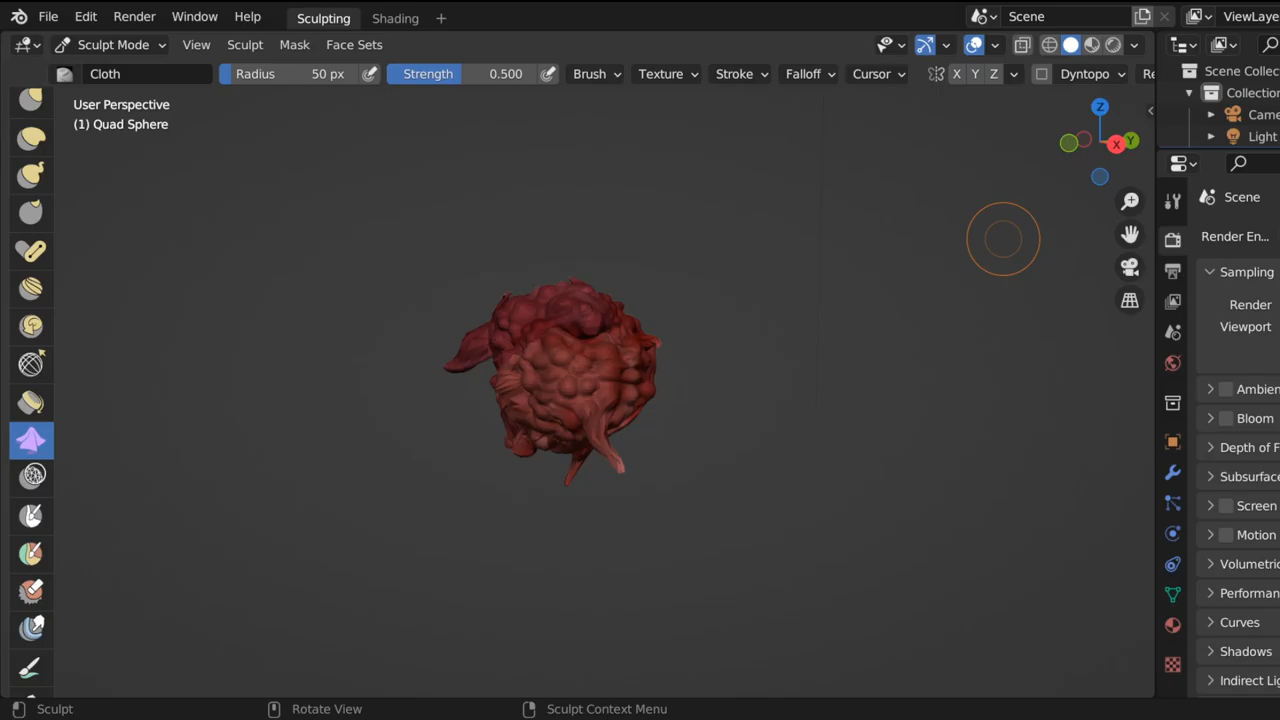 File Edit Render Window Help Sculpting Shading Scene ViewLaye
Sculpt Mode View Sculpt Mask Face Sets
Cloth Radius 50 px Strength 0.500 Brush Texture Stroke Falloff Cursor X Y Z Dyntopo Re
Scene Collec
Collection
Came
Light
User Perspective
(1) Quad Sphere
Z
X
Y
Scene
Render En...
Sampling
Render
Viewport
Ambien
Bloom
Depth of F
Subsurface
Screen
Motion
Volumetric
Performan
Curves
Shadows
Indirect Lig
Sculpt Rotate View Sculpt Context Menu